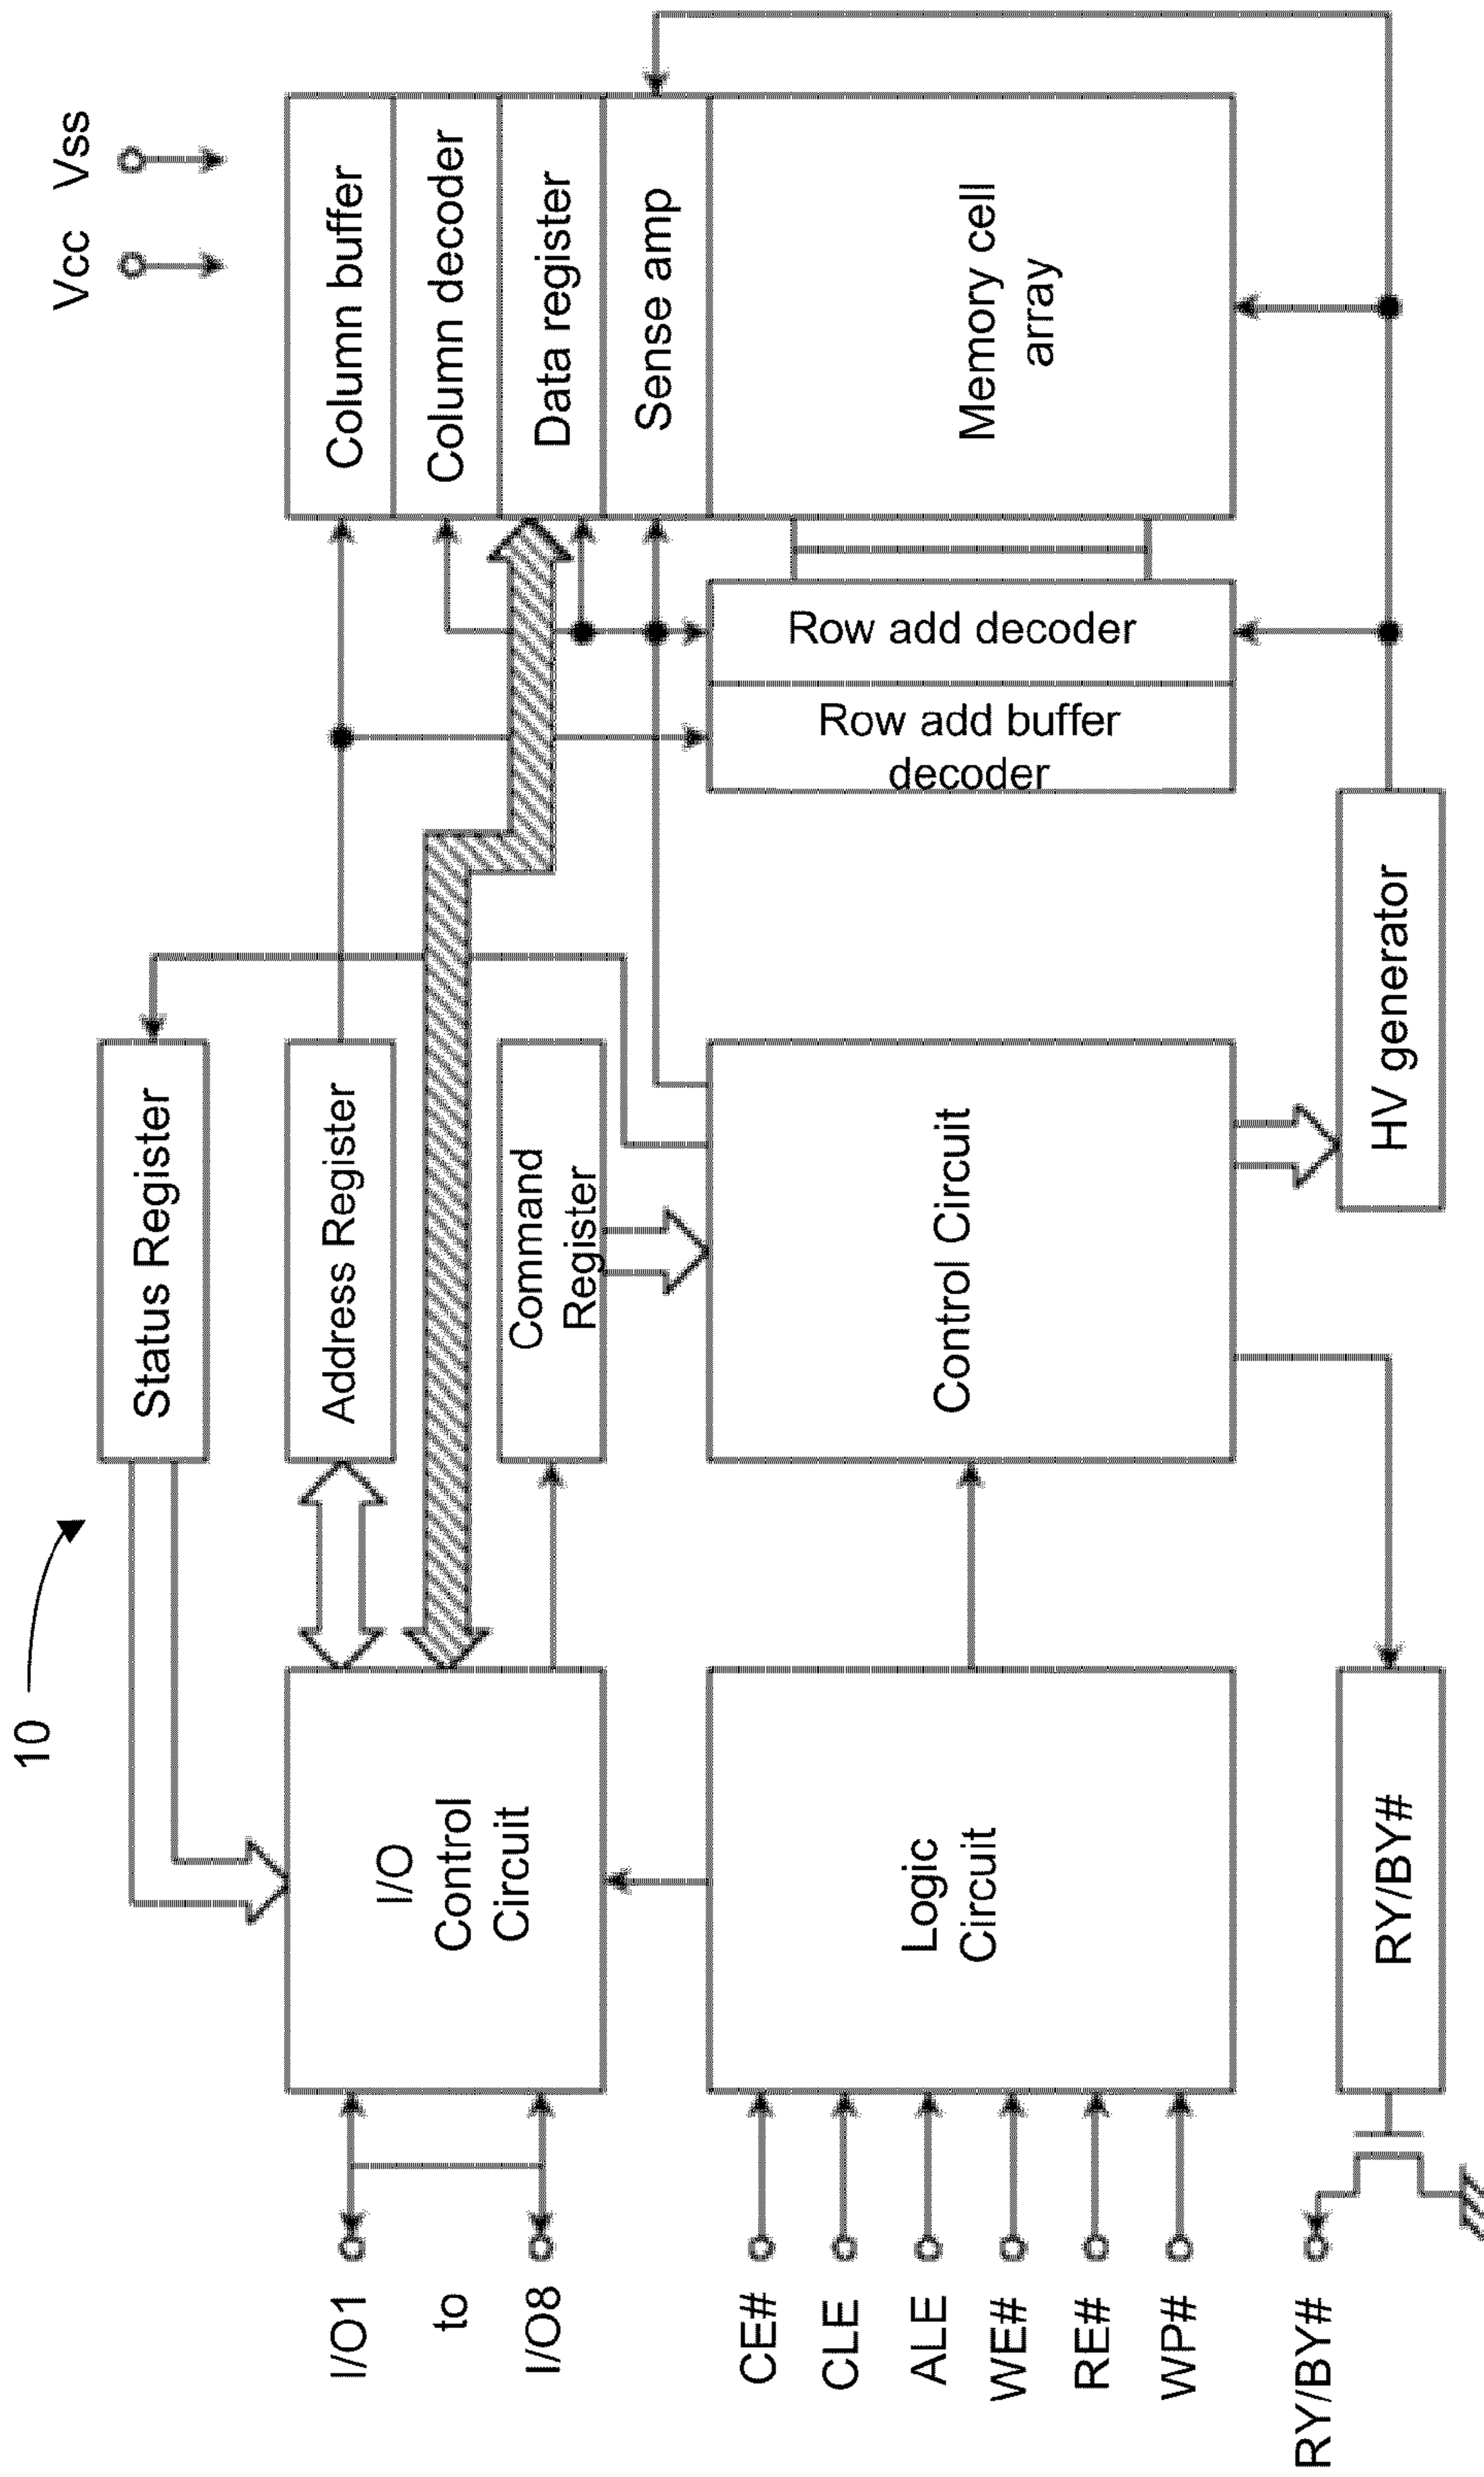 10
Vcc
Vss
Status Register
I/O1
to
I/O8
I/O
Control
Circuit
Address Register
Command
Register
Column buffer
Column decoder
Data register
Sense amp
Memory cell
array
Row add decoder
Row add buffer
decoder
CE#
CLE
ALE
WE#
RE#
WP#
Logic
Circuit
Control Circuit
RY/BY#
RY/BY#
HV generator